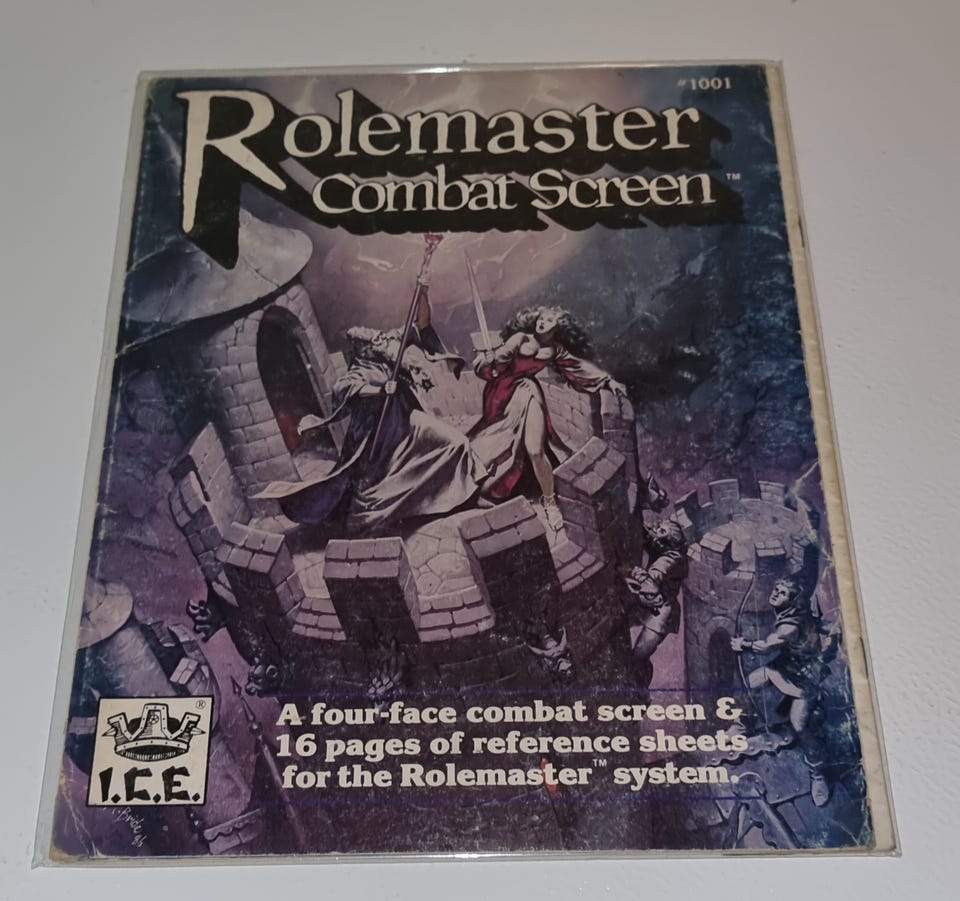 #1001
Rolemaster
Combat Screen™
A four-face combat screen &
16 pages of reference sheets
for the Rolemaster™ system.
®
I.C.E.